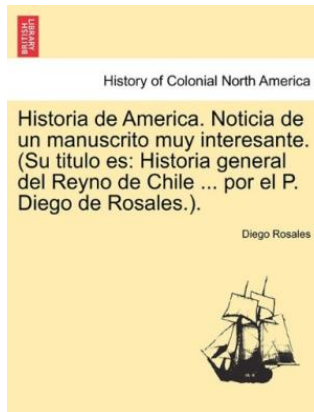 BRITISH
LIBRARY
History of Colonial North America
Historia de America. Noticia de
un manuscrito muy interesante.
(Su titulo es: Historia general
del Reyno de Chile ... por el P.
Diego de Rosales.).
Diego Rosales